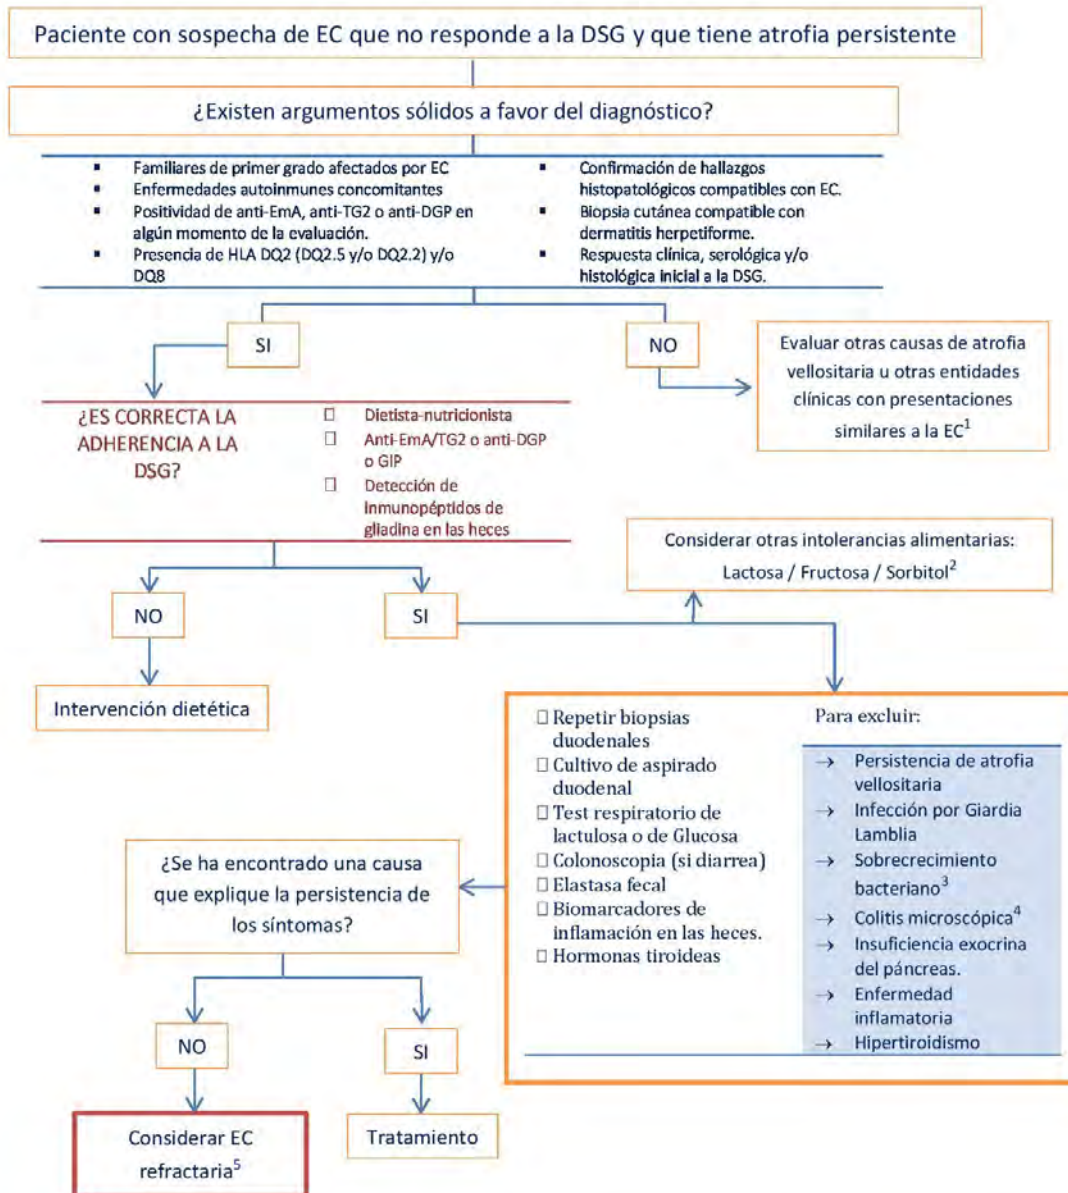 Paciente con sospecha de EC que no responde a la DSG y que tiene atrofia persistente
¿Existen argumentos sólidos a favor del diagnóstico?
▪ Familiares de primer grado afectados por EC
▪ Enfermedades autoinmunes concomitantes
▪ Positividad de anti-EmA, anti-TG2 o anti-DGP en
algún momento de la evaluación.
▪ Presencia de HLA DQ2 (DQ2.5 y/o DQ2.2) y/o
DQ8
▪ Confirmación de hallazgos
histopatológicos compatibles con EC.
▪ Biopsia cutánea compatible con
dermatitis herpetiforme.
▪ Respuesta clínica, serológica y/o
histológica inicial a la DSG.
SI
NO
Evaluar otras causas de atrofia
vellositaria u otras entidades
clínicas con presentaciones
similares a la EC1
¿ES CORRECTA LA
ADHERENCIA A LA
DSG?
□ Dietista-nutricionista
□ Anti-EmA/TG2 o anti-DGP
o GIP
□ Detección de
inmunopéptidos de
gliadina en las heces
Considerar otras intolerancias alimentarias:
Lactosa / Fructosa / Sorbitol2
NO
SI
Intervención dietética
□ Repetir biopsias
duodenales
□ Cultivo de aspirado
duodenal
□ Test respiratorio de
lactulosa o de Glucosa
□ Colonoscopia (si diarrea)
□ Elastasa fecal
□ Biomarcadores de
inflamación en las heces.
□ Hormonas tiroideas
Para excluir:
→ Persistencia de atrofia
vellositaria
→ Infección por Giardia
Lamblia
→ Sobrecrecimiento
bacteriano3
→ Colitis microscópica4
→ Insuficiencia exocrina
del páncreas.
→ Enfermedad
inflamatoria
→ Hipertiroidismo
¿Se ha encontrado una causa
que explique la persistencia de
los síntomas?
NO
SI
Considerar EC
refractaria5
Tratamiento